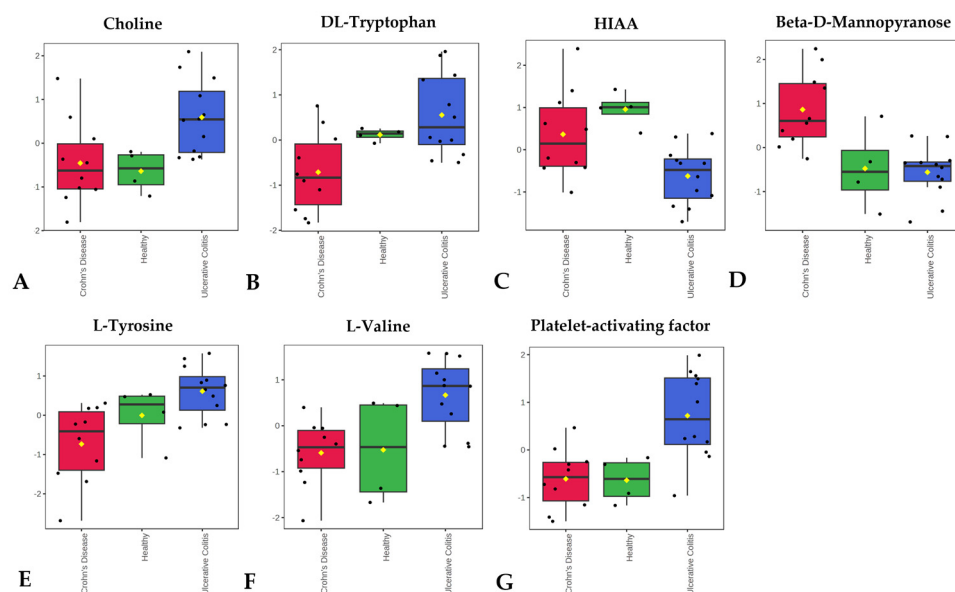 Choline
DL-Tryptophan
HIAA
Beta-D-Mannopyranose
2
1
0
1
2
2
1
0
-1
-2
2
1
0
-1
2
1
0
-1
Crohn's Disease
Healthy
Ulcerative Colitis
Crohn's Disease
Healthy
Ulcerative Colitis
Crohn's Disease
Healthy
Ulcerative Colitis
Crohn's Disease
Healthy
Ulcerative Colitis
A
B
C
D
L-Tyrosine
L-Valine
Platelet-activating factor
1
0
-1
-2
1
0
-1
-2
2
1
0
-1
Crohn's Disease
Healthy
Ulcerative Colitis
Crohn's Disease
Healthy
Ulcerative Colitis
Crohn's Disease
Healthy
Ulcerative Colitis
E
F
G